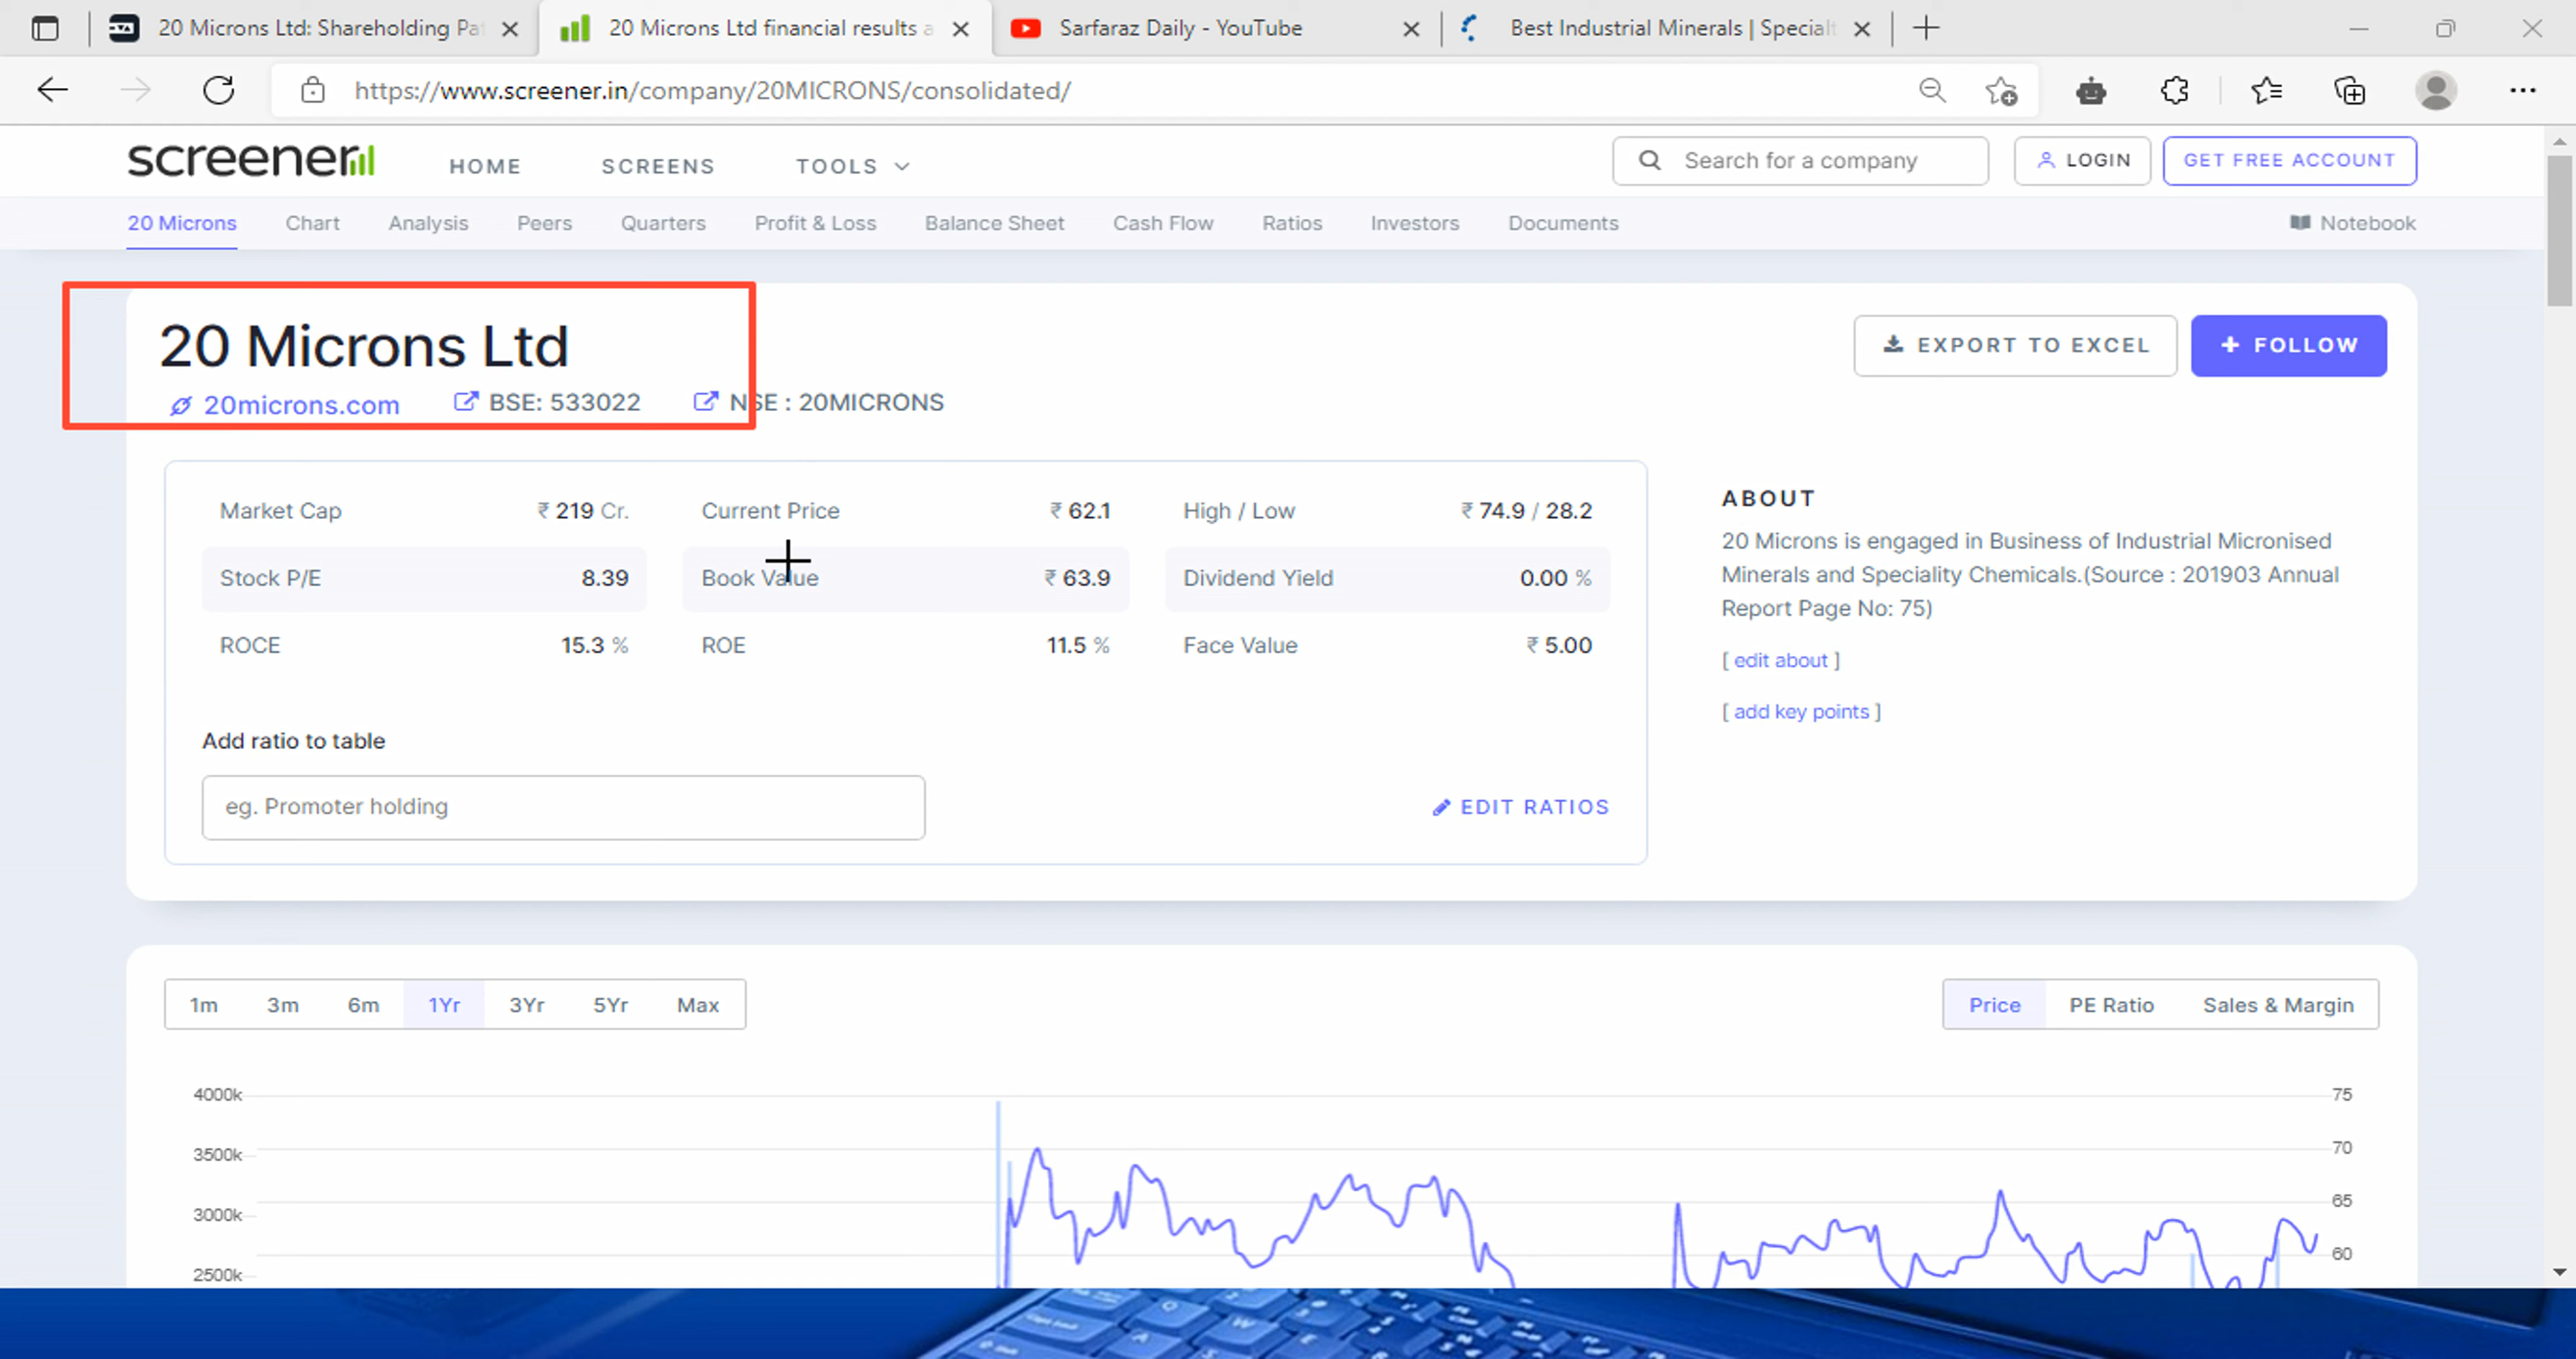 20 Microns Ltd: Shareholding Pat
20 Microns Ltd financial results a
Sarfaraz Daily - YouTube
Best Industrial Minerals | Specialt
https://www.screener.in/company/20MICRONS/consolidated/
screener
HOME
SCREENS
TOOLS
Search for a company
LOGIN
GET FREE ACCOUNT
20 Microns
Chart
Analysis
Peers
Quarters
Profit & Loss
Balance Sheet
Cash Flow
Ratios
Investors
Documents
Notebook
20 Microns Ltd
EXPORT TO EXCEL
+ FOLLOW
20microns.com
BSE: 533022
NSE : 20MICRONS
Market Cap ₹ 219 Cr.
Current Price ₹ 62.1
High / Low ₹ 74.9 / 28.2
Stock P/E 8.39
Book Value ₹ 63.9
Dividend Yield 0.00 %
ROCE 15.3 %
ROE 11.5 %
Face Value ₹ 5.00
Add ratio to table
eg. Promoter holding
EDIT RATIOS
ABOUT
20 Microns is engaged in Business of Industrial Micronised
Minerals and Speciality Chemicals.(Source : 201903 Annual
Report Page No: 75)
[ edit about ]
[ add key points ]
1m
3m
6m
1Yr
3Yr
5Yr
Max
Price
PE Ratio
Sales & Margin
4000k
3500k
3000k
2500k
75
70
65
60